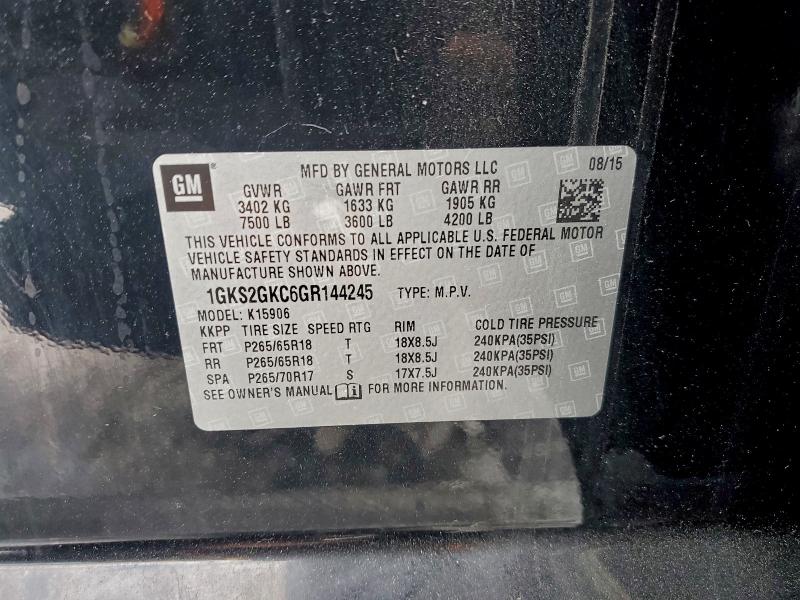 GM
MFD BY GENERAL MOTORS LLC 08/15
GVWR GAWR FRT GAWR RR
3402 KG 1633 KG 1905 KG
7500 LB 3600 LB 4200 LB
THIS VEHICLE CONFORMS TO ALL APPLICABLE U.S. FEDERAL MOTOR
VEHICLE SAFETY STANDARDS IN EFFECT ON THE DATE OF
MANUFACTURE SHOWN ABOVE.
1GKS2GKC6GR144245 TYPE: M.P.V.
MODEL: K15906
KKPP TIRE SIZE SPEED RTG RIM COLD TIRE PRESSURE
FRT P265/65R18 T 18X8.5J 240KPA(35PSI)
RR P265/65R18 T 18X8.5J 240KPA(35PSI)
SPA P265/70R17 S 17X7.5J 240KPA(35PSI)
SEE OWNER'S MANUAL FOR MORE INFORMATION.